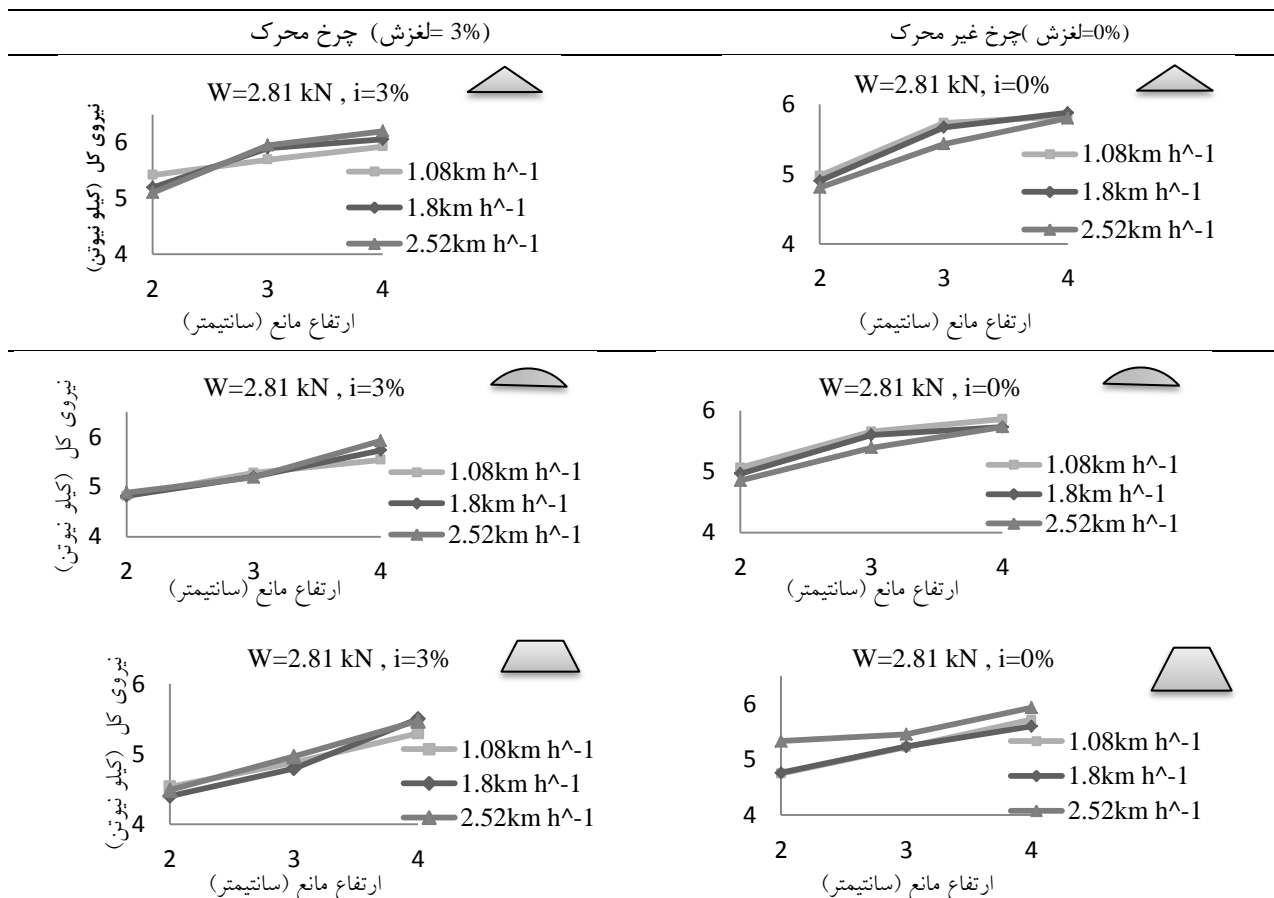 (3% =لغزش) چرخ محرک
(0%=لغزش )چرخ غیر محرک
W=2.81 kN , i=3%
نیروی کل (کیلو نیوتن)
6
5
4
2 3 4
1.08km h^-1
1.8km h^-1
2.52km h^-1
ارتفاع مانع (سانتیمتر)
W=2.81 kN, i=0%
6
5
4
2 3 4
1.08km h^-1
1.8km h^-1
2.52km h^-1
ارتفاع مانع (سانتیمتر)
W=2.81 kN , i=3%
نیروی کل (کیلو نیوتن)
6
5
4
2 3 4
1.08km h^-1
1.8km h^-1
2.52km h^-1
ارتفاع مانع (سانتیمتر)
W=2.81 kN , i=0%
6
5
4
2 3 4
1.08km h^-1
1.8km h^-1
2.52km h^-1
ارتفاع مانع (سانتیمتر)
W=2.81 kN , i=3%
نیروی کل (کیلو نیوتن)
6
5
4
2 3 4
1.08km h^-1
1.8km h^-1
2.52km h^-1
ارتفاع مانع (سانتیمتر)
W=2.81 kN , i=0%
6
5
4
2 3 4
1.08km h^-1
1.8km h^-1
2.52km h^-1
ارتفاع مانع (سانتیمتر)